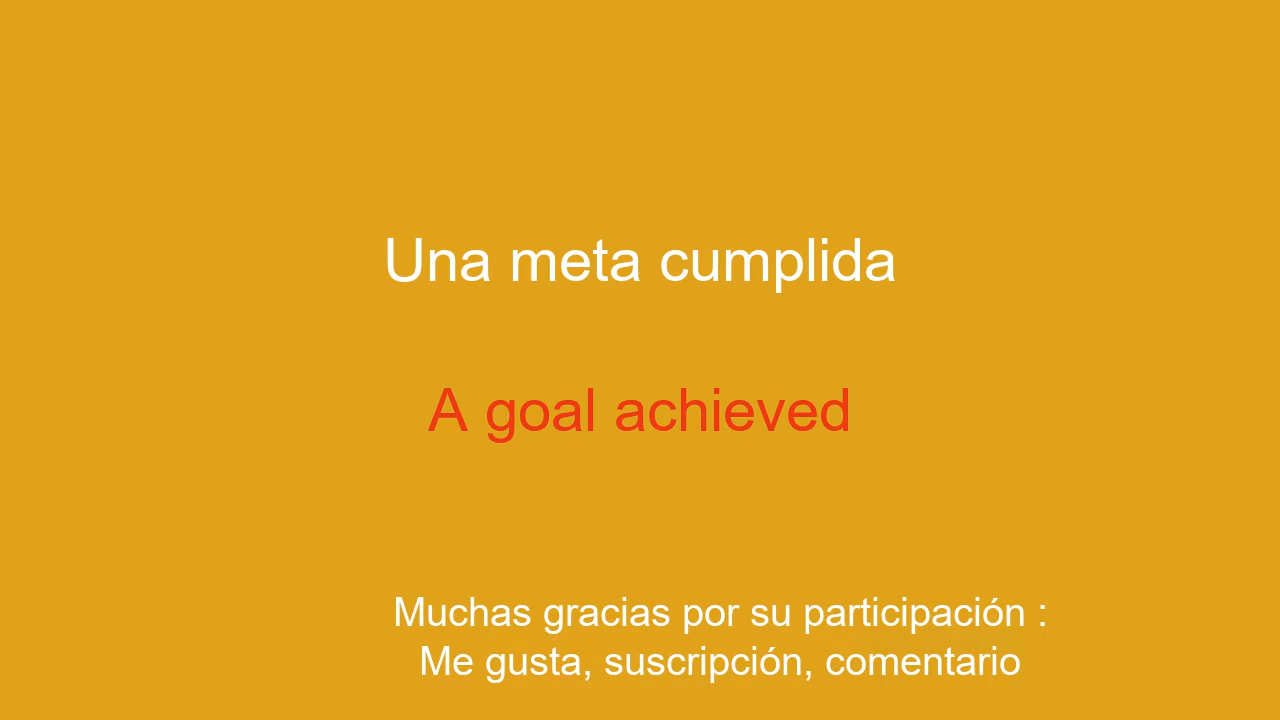 Una meta cumplida
A goal achieved
Muchas gracias por su participación :
Me gusta, suscripción, comentario